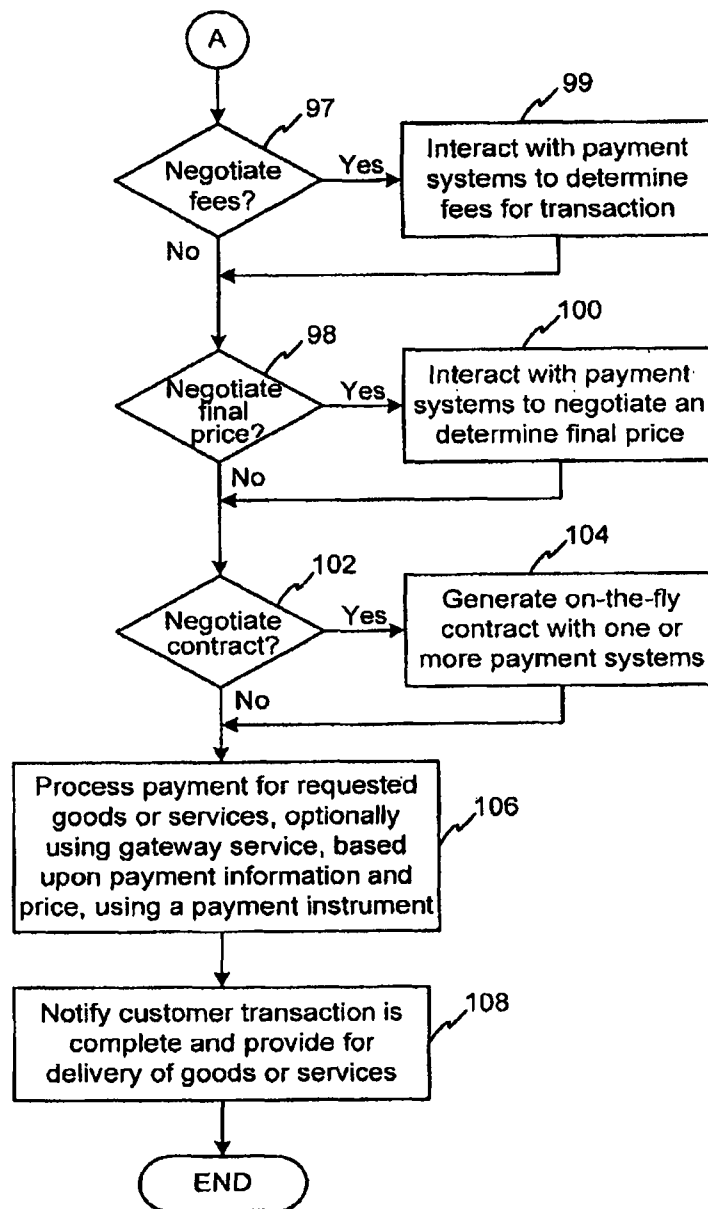 A
97
99
Negotiate
fees?
Yes
Interact with payment
systems to determine
fees for transaction
No
98
100
Negotiate
final
price?
Yes
Interact with payment
systems to negotiate an
determine final price
No
102
104
Negotiate
contract?
Yes
Generate on-the-fly
contract with one or
more payment systems
No
Process payment for requested
goods or services, optionally
using gateway service, based
upon payment information and
price, using a payment instrument
106
Notify customer transaction is
complete and provide for
delivery of goods or services
108
END